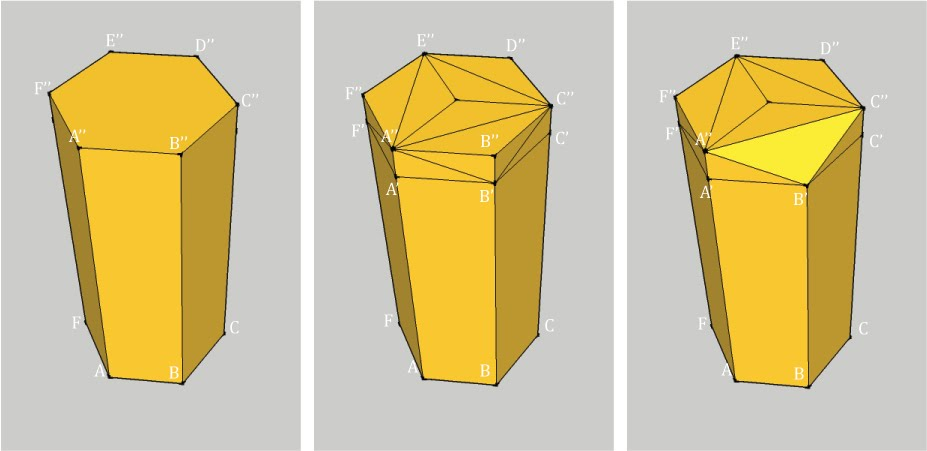 E'' D''
F'' C''
A'' B''
F C
A B
E'' D''
F'' C''
F' A'' B'' C'
A' B'
F C
A B
E'' D''
F'' C''
F' A'' C'
A' B'
F C
A B